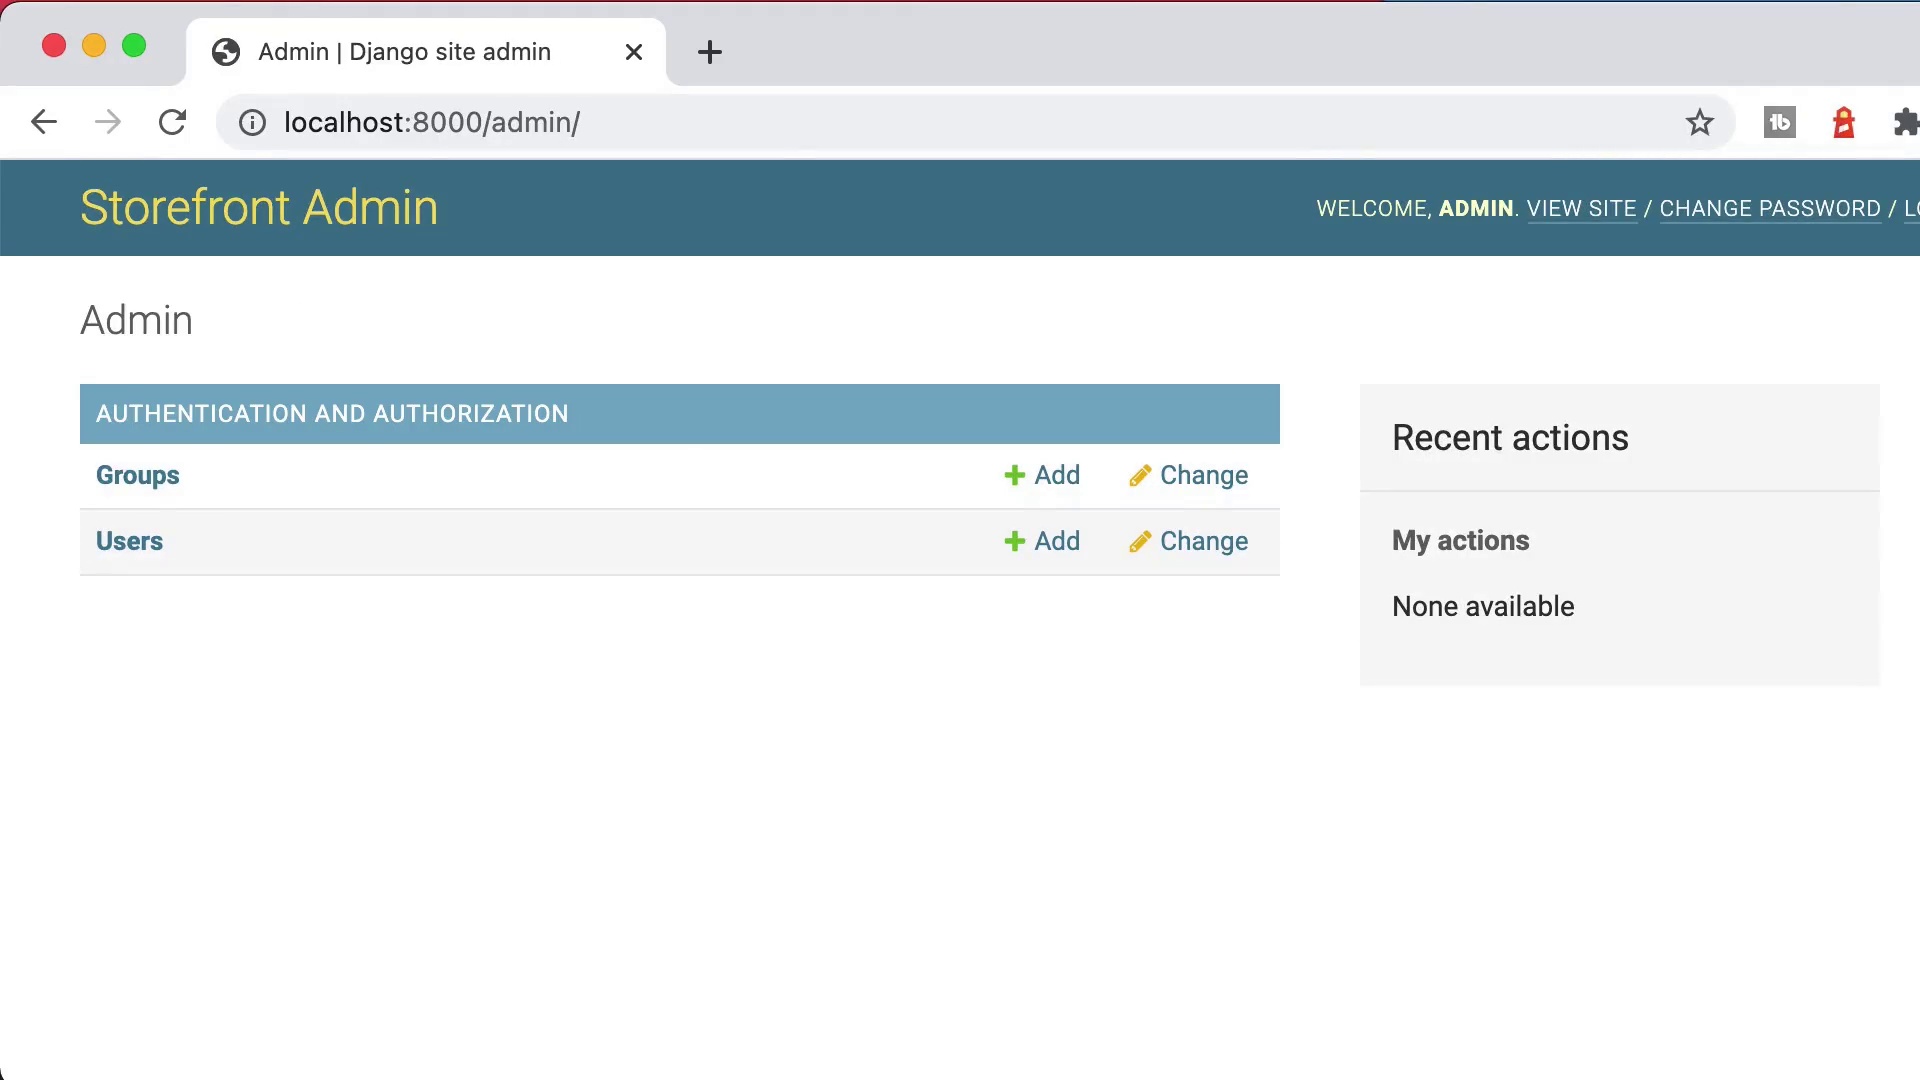 Admin | Django site admin
localhost:8000/admin/
Storefront Admin
WELCOME, ADMIN. VIEW SITE / CHANGE PASSWORD /
Admin
AUTHENTICATION AND AUTHORIZATION
Groups Add Change
Users Add Change
Recent actions
My actions
None available